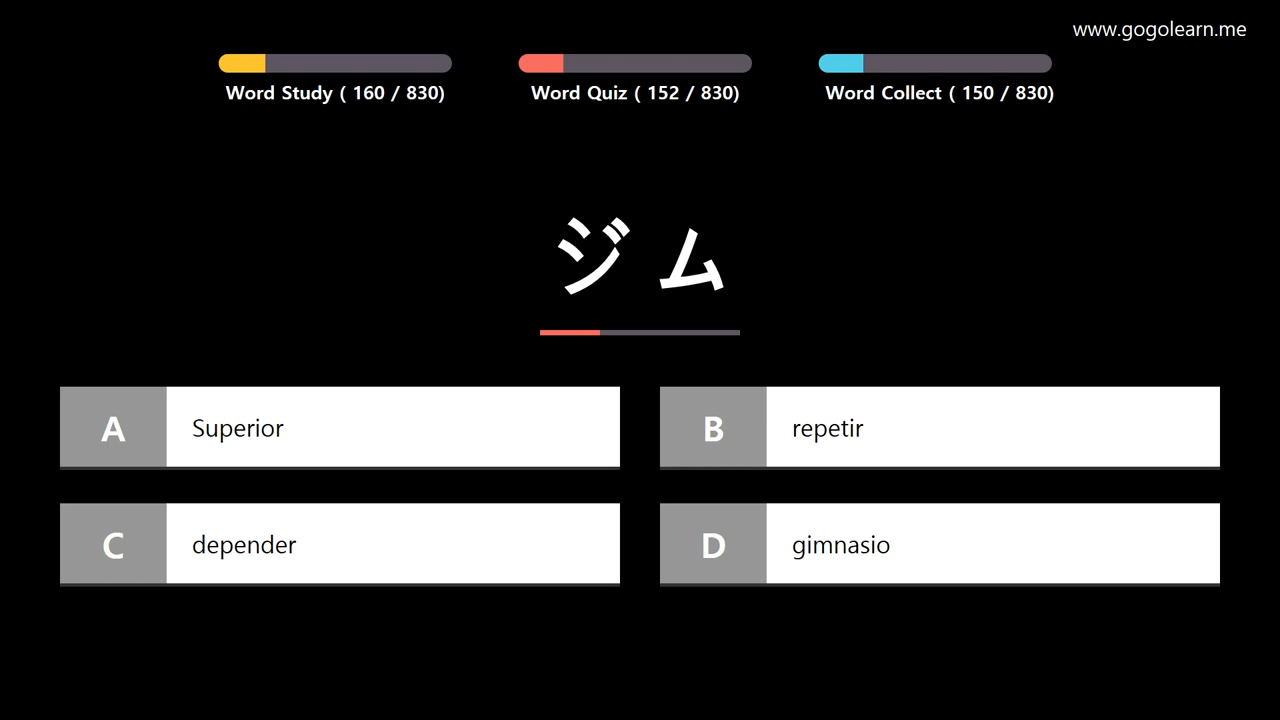 www.gogolearn.me
Word Study ( 160 / 830)
Word Quiz ( 152 / 830)
Word Collect ( 150 / 830)
ジム
A Superior
B repetir
C depender
D gimnasio